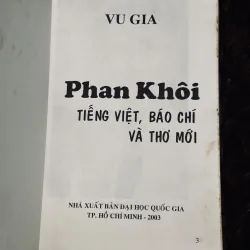 VU GIA
Phan Khôi
TIẾNG VIỆT, BÁO CHÍ
VÀ THƠ MỚI
NHÀ XUẤT BẢN ĐẠI HỌC QUỐC GIA
TP. HỒ CHÍ MINH - 2003
3